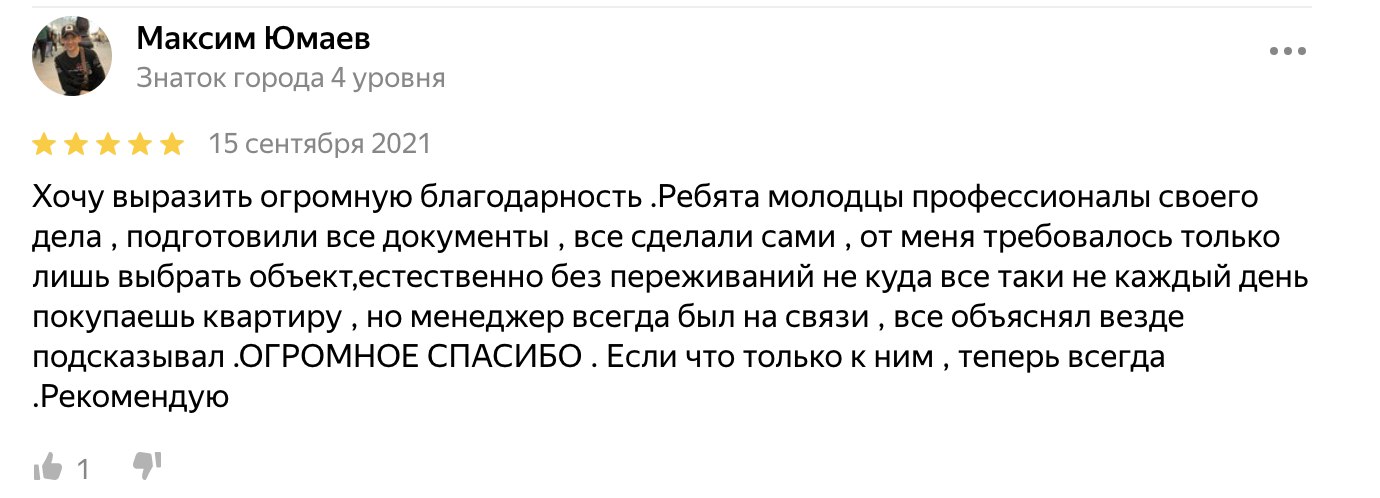 Максим Юмаев
Знаток города 4 уровня
15 сентября 2021
Хочу выразить огромную благодарность .Ребята молодцы профессионалы своего
дела , подготовили все документы , все сделали сами , от меня требовалось только
лишь выбрать объект,естественно без переживаний не куда все таки не каждый день
покупаешь квартиру , но менеджер всегда был на связи , все объяснял везде
подсказывал .ОГРОМНОЕ СПАСИБО . Если что только к ним , теперь всегда
.Рекомендую
1